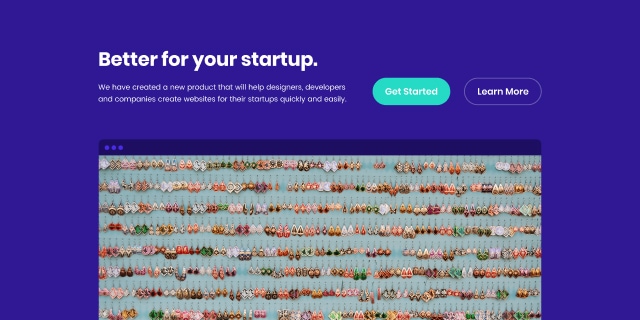 Better for your startup.
We have created a new product that will help designers, developers
and companies create websites for their startups quickly and easily.
Get Started
Learn More